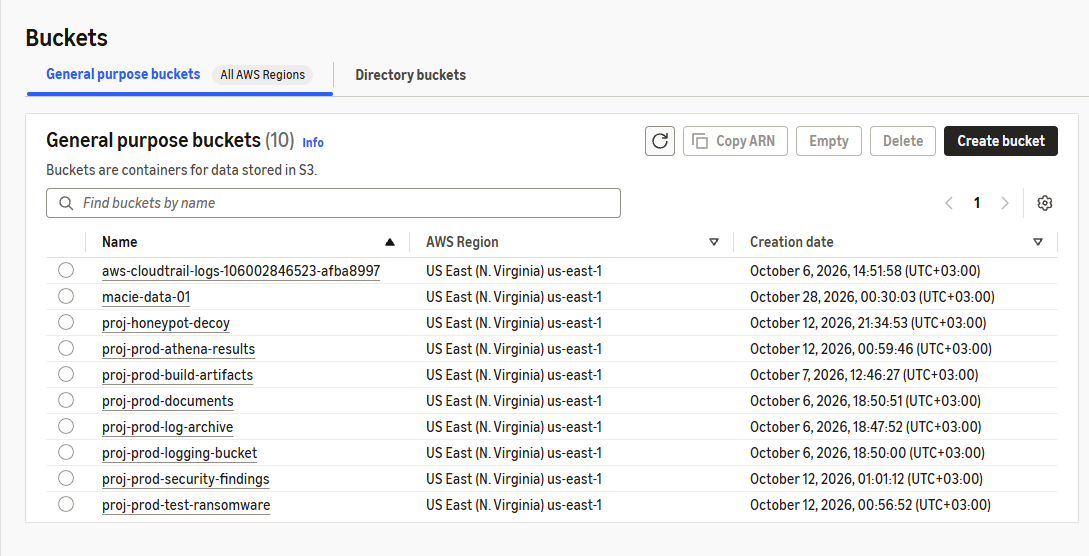 Buckets
General purpose buckets All AWS Regions Directory buckets
General purpose buckets (10) Info Copy ARN Empty Delete Create bucket
Buckets are containers for data stored in S3.
Find buckets by name 1
Name AWS Region Creation date
aws-cloudtrail-logs-106002846523-afba8997 US East (N. Virginia) us-east-1 October 6, 2026, 14:51:58 (UTC+03:00)
macie-data-01 US East (N. Virginia) us-east-1 October 28, 2026, 00:30:03 (UTC+03:00)
proj-honeypot-decoy US East (N. Virginia) us-east-1 October 12, 2026, 21:34:53 (UTC+03:00)
proj-prod-athena-results US East (N. Virginia) us-east-1 October 12, 2026, 00:59:46 (UTC+03:00)
proj-prod-build-artifacts US East (N. Virginia) us-east-1 October 7, 2026, 12:46:27 (UTC+03:00)
proj-prod-documents US East (N. Virginia) us-east-1 October 6, 2026, 18:50:51 (UTC+03:00)
proj-prod-log-archive US East (N. Virginia) us-east-1 October 6, 2026, 18:47:52 (UTC+03:00)
proj-prod-logging-bucket US East (N. Virginia) us-east-1 October 6, 2026, 18:50:00 (UTC+03:00)
proj-prod-security-findings US East (N. Virginia) us-east-1 October 12, 2026, 01:01:12 (UTC+03:00)
proj-prod-test-ransomware US East (N. Virginia) us-east-1 October 12, 2026, 00:56:52 (UTC+03:00)